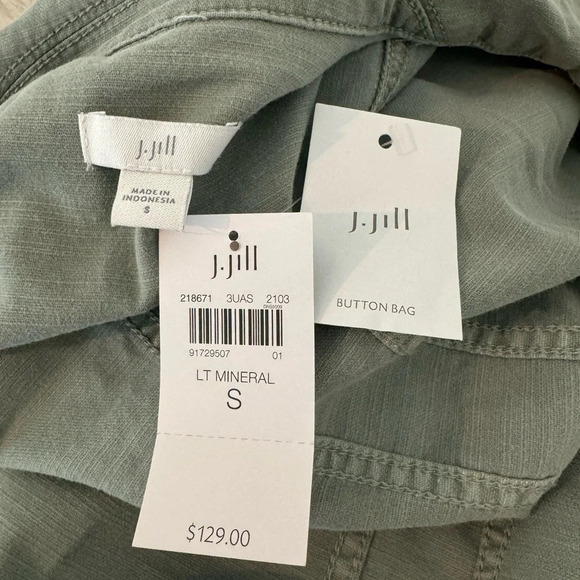 J.Jill
MADE IN
INDONESIA
S
J.Jill
BUTTON BAG
J.Jill
218671 3UAS 2103
91729507 01
LT MINERAL
S
$129.00